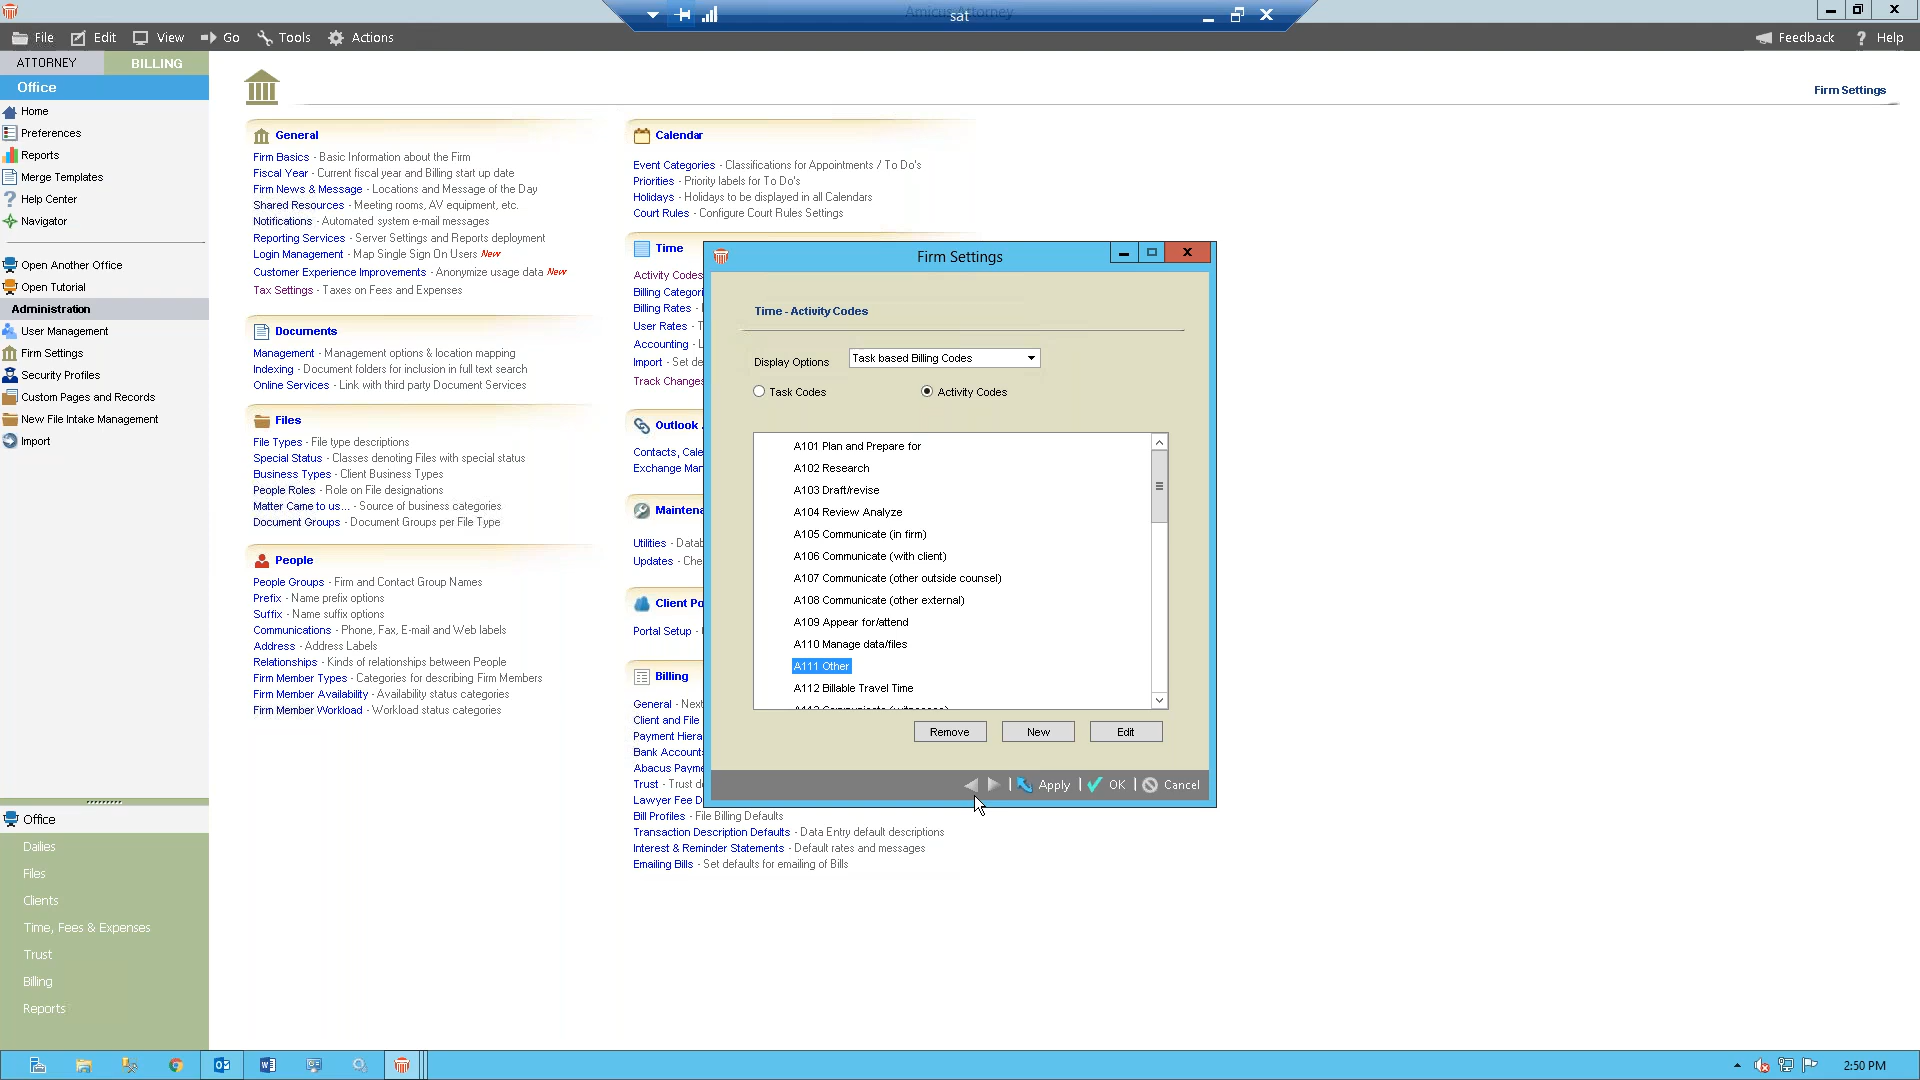 Amicus Attorney
sat
File Edit View Go Tools Actions Feedback Help
ATTORNEY BILLING
Office
Home
Preferences
Reports
Merge Templates
Help Center
Navigator
Open Another Office
Open Tutorial
Administration
User Management
Firm Settings
Security Profiles
Custom Pages and Records
New File Intake Management
Import
Office
Dailies
Files
Clients
Time, Fees & Expenses
Trust
Billing
Reports
Firm Settings
General
Firm Basics - Basic Information about the Firm
Fiscal Year - Current fiscal year and Billing start up date
Firm News & Message - Locations and Message of the Day
Shared Resources - Meeting rooms, AV equipment, etc.
Notifications - Automated system e-mail messages
Reporting Services - Server Settings and Reports deployment
Login Management - Map Single Sign On Users New
Customer Experience Improvements - Anonymize usage data New
Tax Settings - Taxes on Fees and Expenses
Documents
Management - Management options & location mapping
Indexing - Document folders for inclusion in full text search
Online Services - Link with third party Document Services
Files
File Types - File type descriptions
Special Status - Classes denoting Files with special status
Business Types - Client Business Types
People Roles - Role on File designations
Matter Came to us... - Source of business categories
Document Groups - Document Groups per File Type
People
People Groups - Firm and Contact Group Names
Prefix - Name prefix options
Suffix - Name suffix options
Communications - Phone, Fax, E-mail and Web labels
Address - Address Labels
Relationships - Kinds of relationships between People
Firm Member Types - Categories for describing Firm Members
Firm Member Availability - Availability status categories
Firm Member Workload - Workload status categories
Calendar
Event Categories - Classifications for Appointments / To Do's
Priorities - Priority labels for To Do's
Holidays - Holidays to be displayed in all Calendars
Court Rules - Configure Court Rules Settings
Time
Activity Codes
Billing Categori
Billing Rates -
User Rates - T
Accounting - L
Import - Set de
Track Changes
Outlook
Contacts, Cale
Exchange Man
Maintena
Utilities - Datab
Updates - Che
Client Po
Portal Setup -
Billing
General - Next
Client and File
Payment Hiera
Bank Accounts
Abacus Payme
Trust - Trust de
Lawyer Fee D
Bill Profiles - File Billing Defaults
Transaction Description Defaults - Data Entry default descriptions
Interest & Reminder Statements - Default rates and messages
Emailing Bills - Set defaults for emailing of Bills
Firm Settings
Time - Activity Codes
Display Options Task based Billing Codes
Task Codes Activity Codes
A101 Plan and Prepare for
A102 Research
A103 Draft/revise
A104 Review Analyze
A105 Communicate (in firm)
A106 Communicate (with client)
A107 Communicate (other outside counsel)
A108 Communicate (other external)
A109 Appear for/attend
A110 Manage data/files
A111 Other
A112 Billable Travel Time
A113 Communicate (witnesses)
Remove New Edit
Apply OK Cancel
2:50 PM